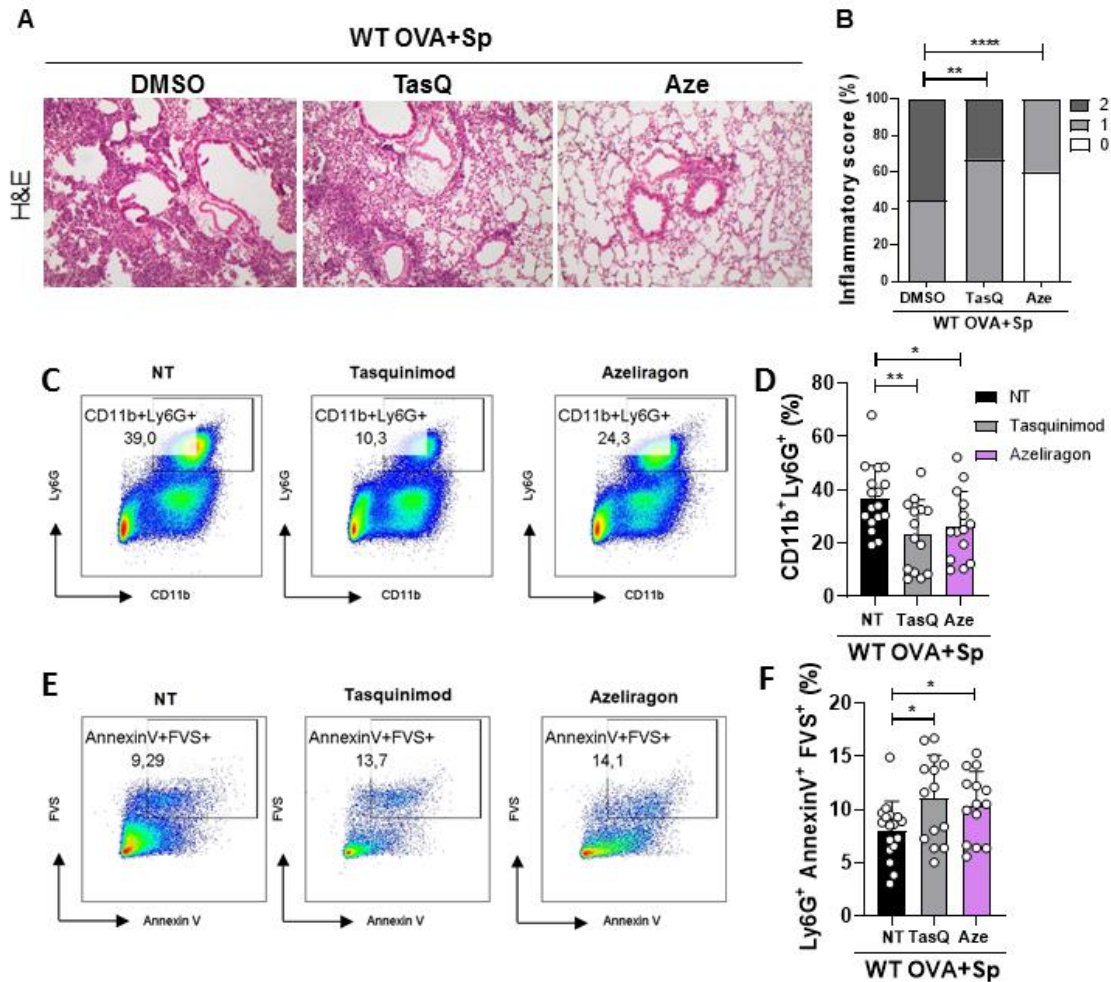 A
WT OVA+Sp
DMSO
TasQ
Aze
H&E
B
****
**
Inflammatory score (%)
100
80
60
40
20
0
2
1
0
DMSO
TasQ
Aze
WT OVA+Sp
C
NT
Tasquinimod
Azeliragon
CD11b+Ly6G+
39,0
CD11b+Ly6G+
10,3
CD11b+Ly6G+
24,3
Ly6G
Ly6G
Ly6G
CD11b
CD11b
CD11b
D
*
**
CD11b+Ly6G+ (%)
80
60
40
20
0
NT
Tasquinimod
Azeliragon
NT
TasQ
Aze
WT OVA+Sp
E
NT
Tasquinimod
Azeliragon
AnnexinV+FVS+
9,29
AnnexinV+FVS+
13,7
AnnexinV+FVS+
14,1
FVS
FVS
FVS
Annexin V
Annexin V
Annexin V
F
*
*
Ly6G+ AnnexinV+ FVS+ (%)
20
15
10
5
0
NT
TasQ
Aze
WT OVA+Sp